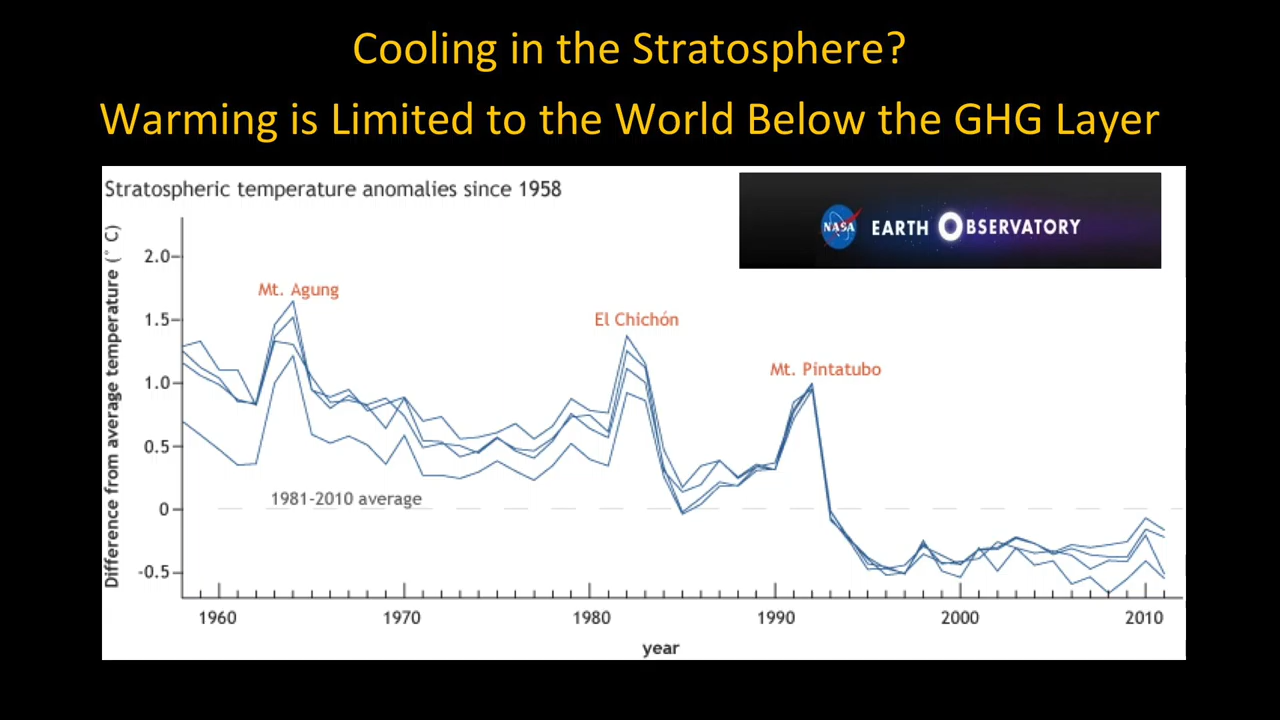 Cooling in the Stratosphere?
Warming is Limited to the World Below the GHG Layer
Stratospheric temperature anomalies since 1958
NASA EARTH OBSERVATORY
Difference from average temperature (°C)
2.0
1.5
1.0
0.5
0
-0.5
Mt. Agung
El Chichón
Mt. Pintatubo
1981-2010 average
1960 1970 1980 1990 2000 2010
year